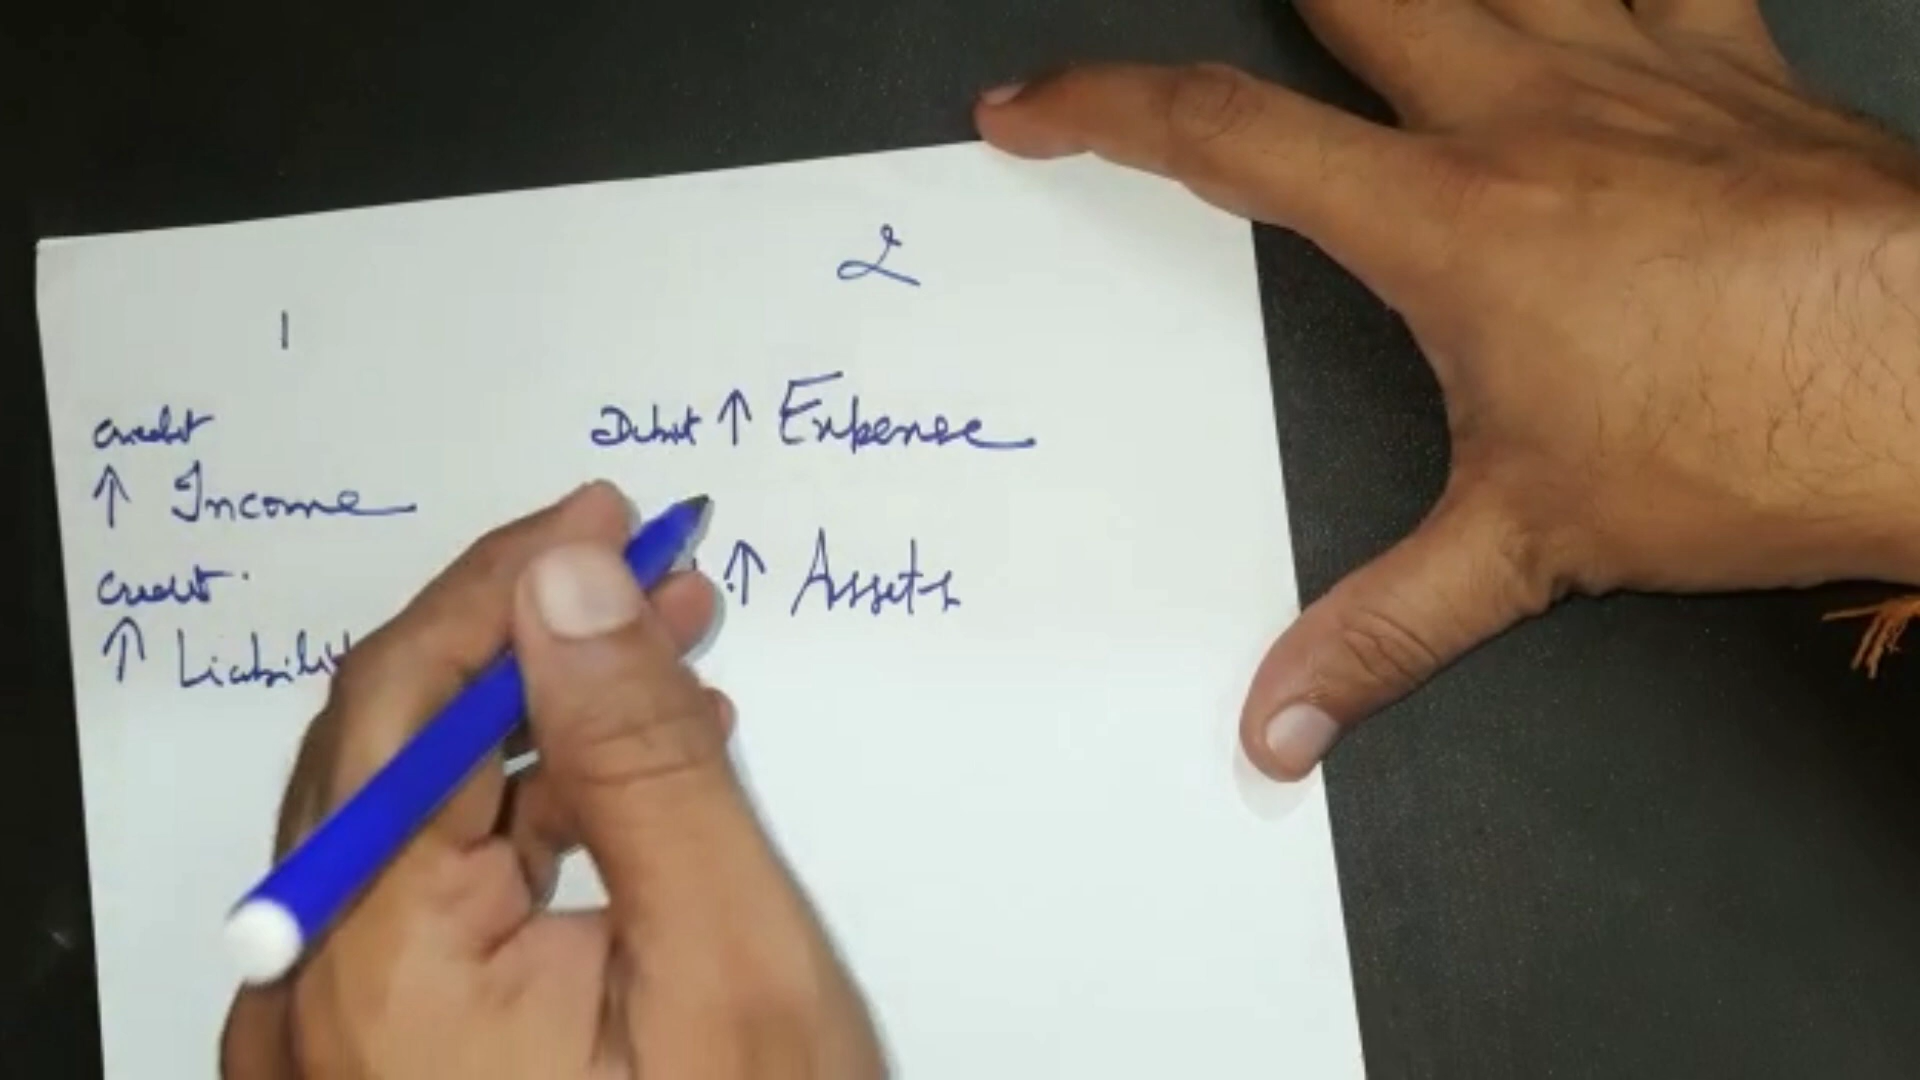 1
2
Credit
↑ Income
Credit
↑
Debit ↑ Expense
↑ Assets